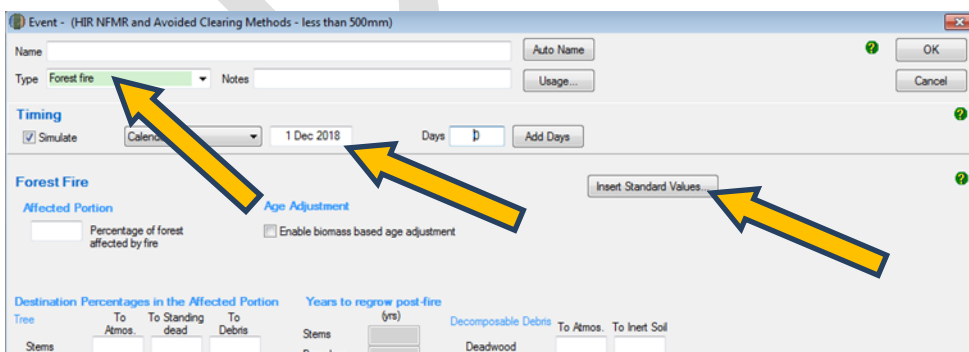 Event - (HIR NFMR and Avoided Clearing Methods - less than 500mm)
Name Auto Name OK
Type Forest fire Notes Usage... Cancel
Timing
Simulate 1 Dec 2018 Days 0 Add Days
Forest Fire Insert Standard Values...
Affected Portion Age Adjustment
Percentage of forest affected by fire Enable biomass based age adjustment
Destination Percentages in the Affected Portion Years to regrow post-fire
Tree To Atmos. To Standing dead To Debris (yrs) Decomposable Debris To Atmos. To Inert Soil
Stems Stems Deadwood